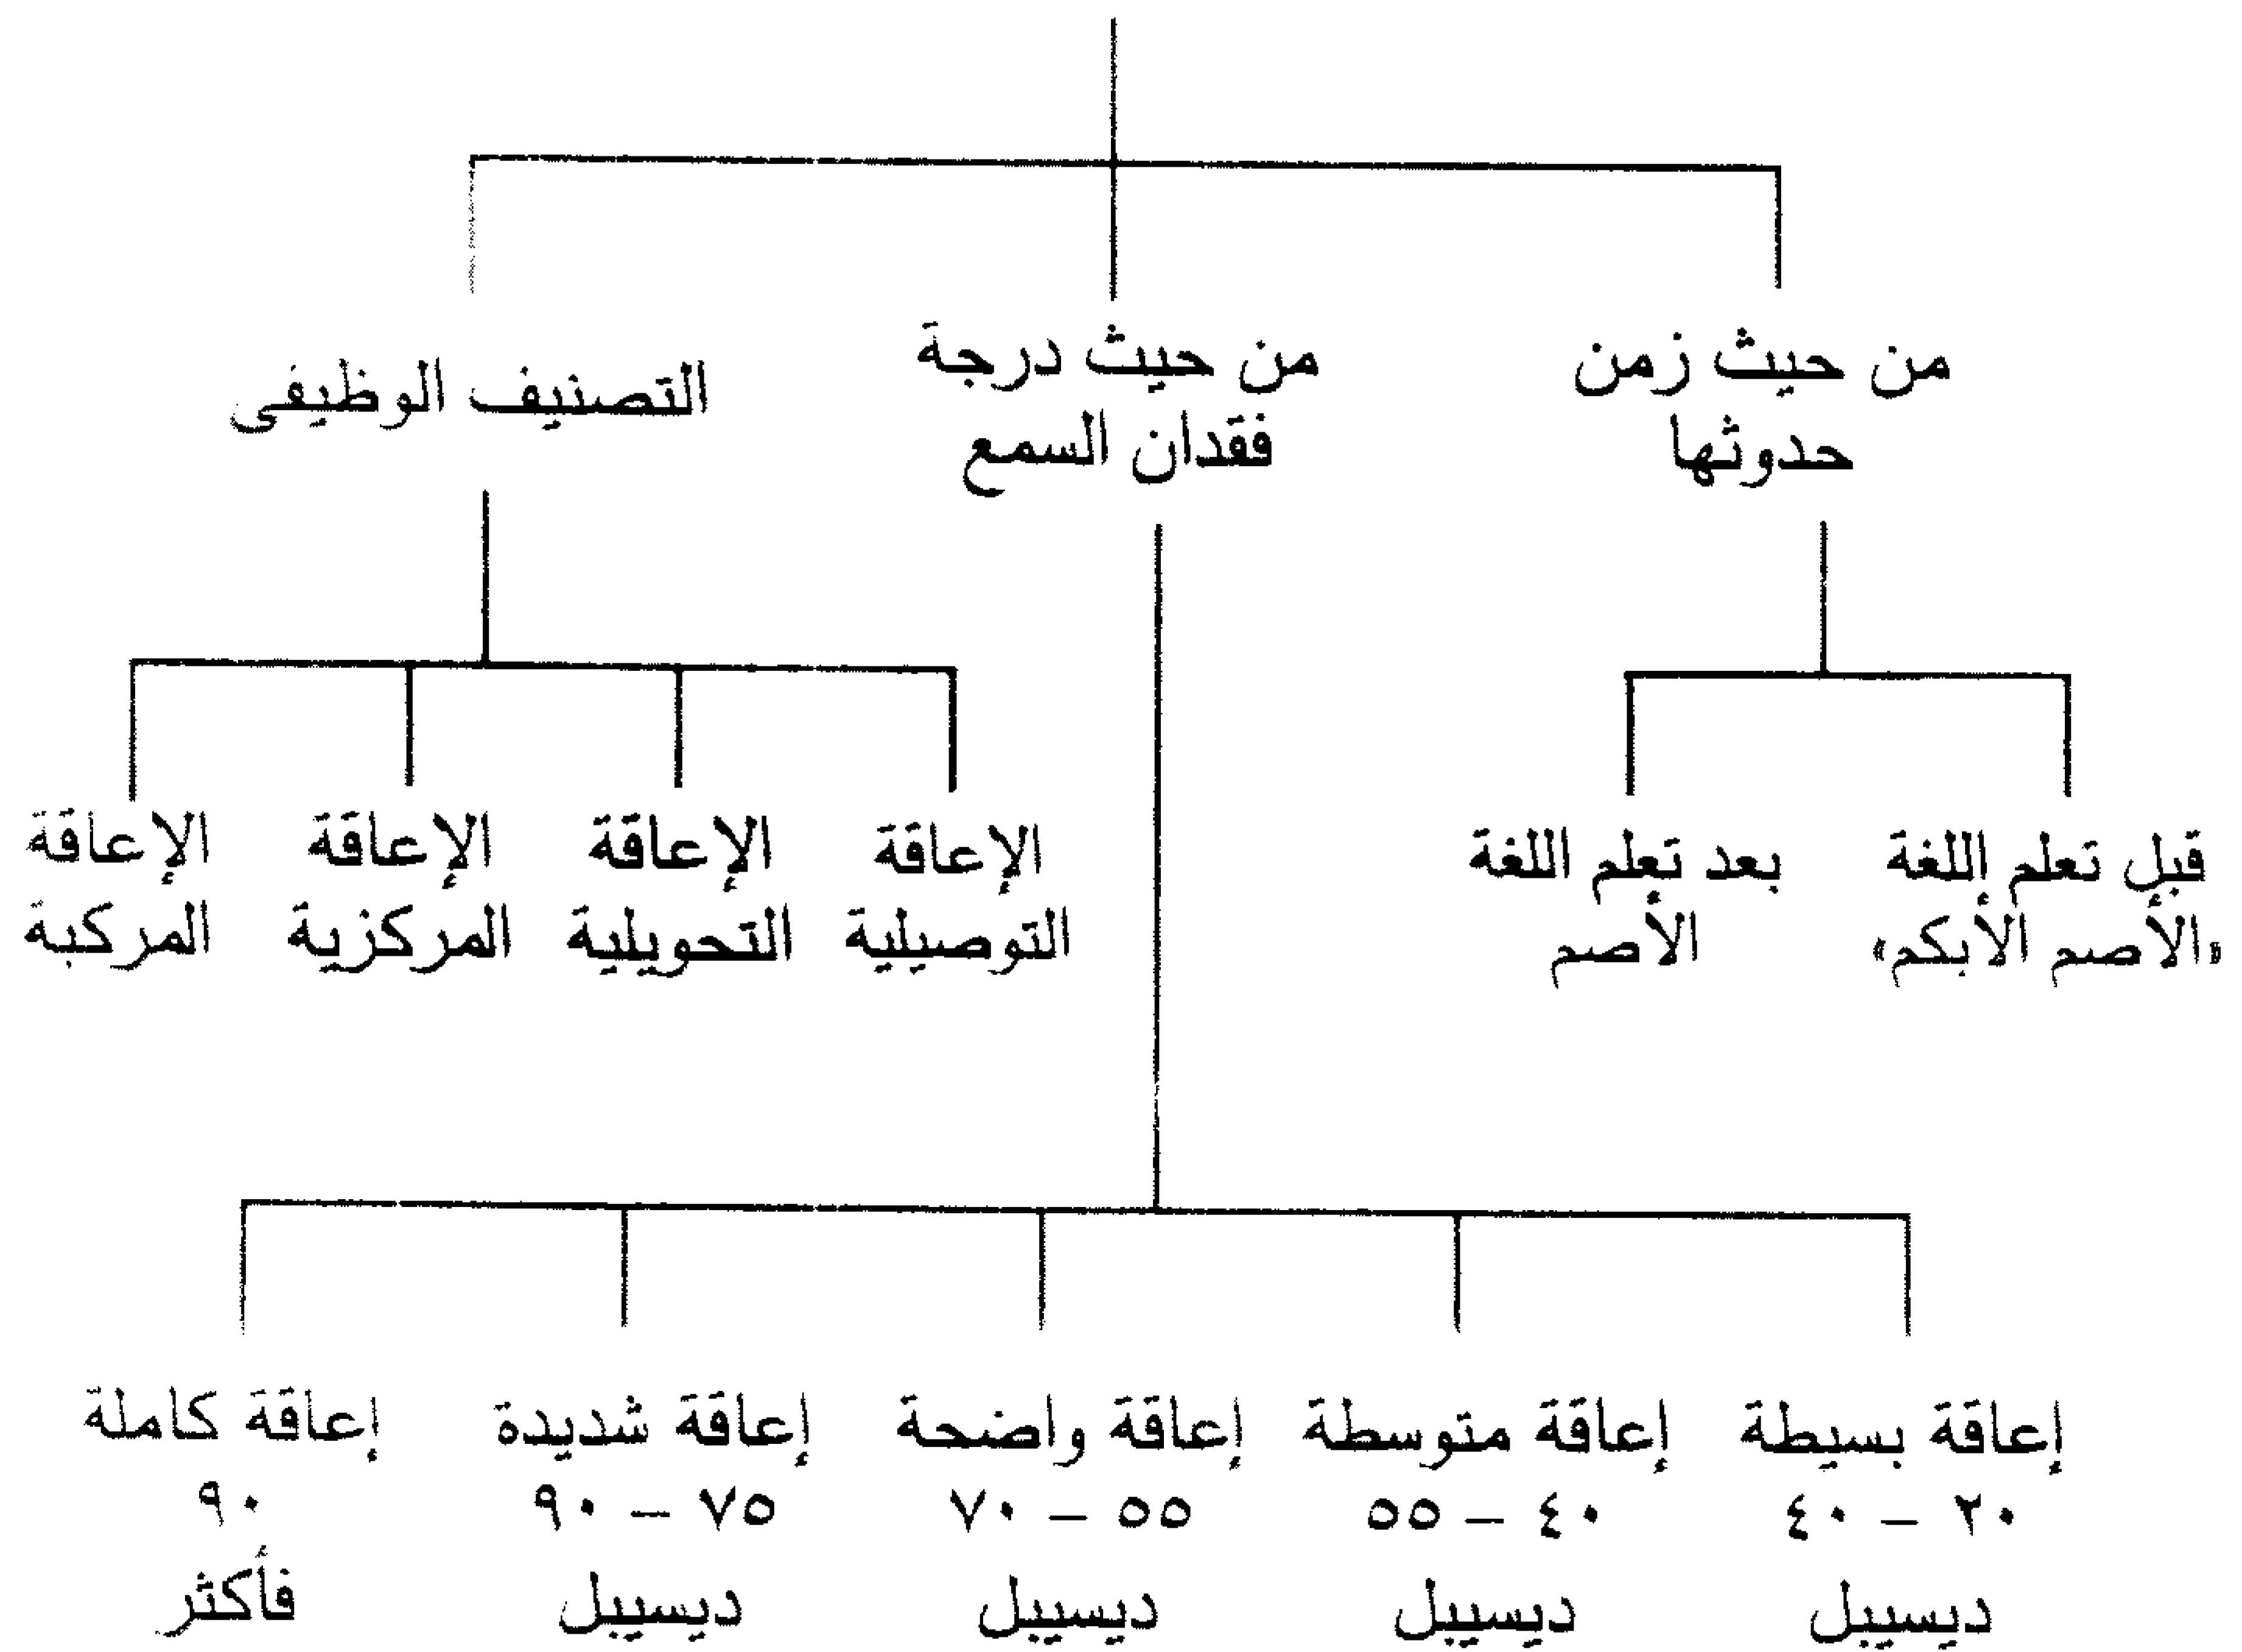 من حيث زمن
حدوثها
من حيث درجة
فقدان السمع
التصنيف الوظيفى
قبل تعلم اللغة
«الأصم الأبكم»
بعد تعلم اللغة
الأصم
الإعاقة
التوصيلية
الإعاقة
التحويلية
الإعاقة
المركزية
الإعاقة
المركبة
إعاقة بسيطة
٢٠ – ٤٠
ديسيبل
إعاقة متوسطة
٤٠ – ٥٥
ديسيبل
إعاقة واضحة
٥٥ – ٧٠
ديسيبل
إعاقة شديدة
٧٥ – ٩٠
ديسيبل
إعاقة كاملة
٩٠
فأكثر